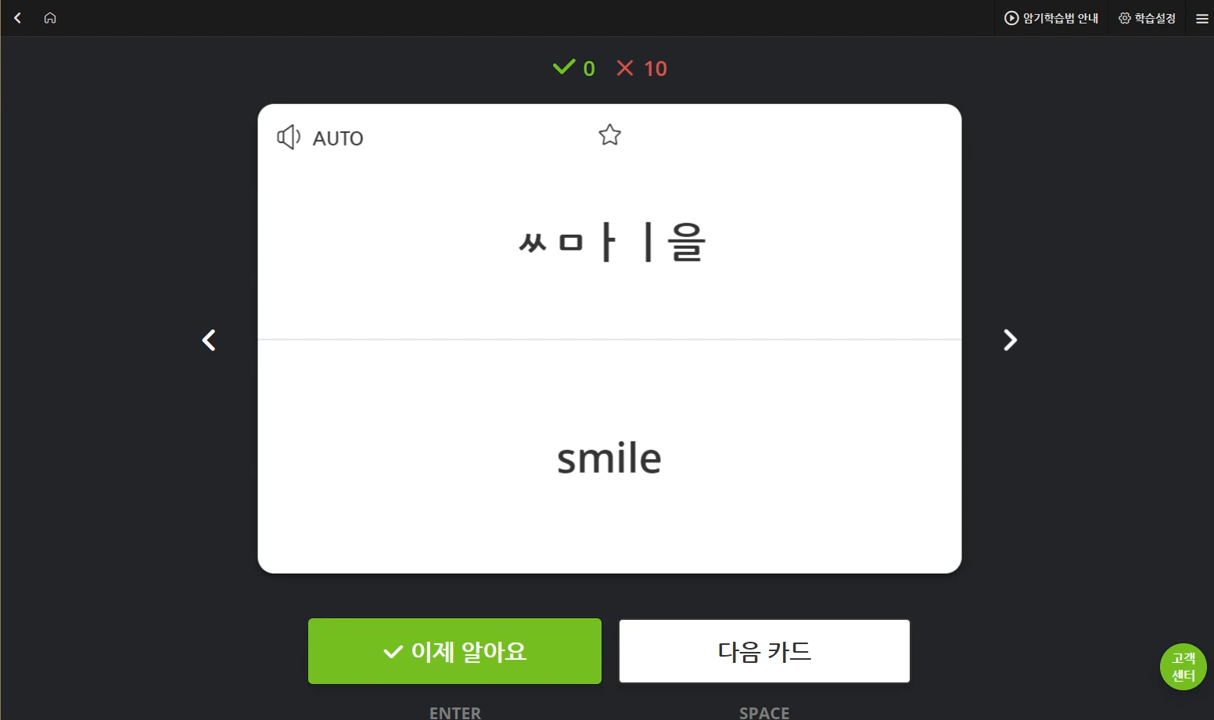 암기학습법 안내 학습설정
0 10
AUTO
ㅆㅁㅏㅣ을
smile
이제 알아요 다음 카드
고객
센터
ENTER SPACE